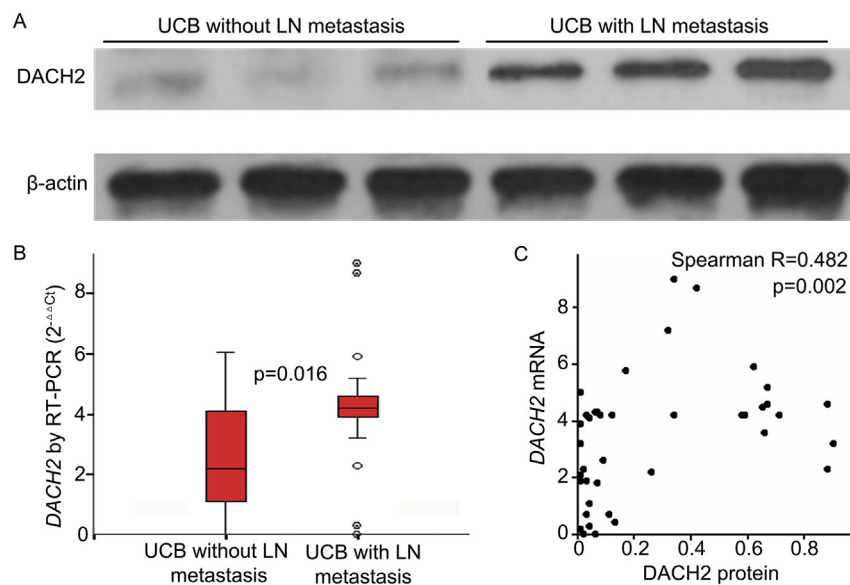 A
UCB without LN metastasis
UCB with LN metastasis
DACH2
β-actin
B
DACH2 by RT-PCR (2-△△Ct)
8
6
4
2
0
p=0.016
UCB without LN
metastasis
UCB with LN
metastasis
C
Spearman R=0.482
p=0.002
DACH2 mRNA
8
6
4
2
0
0 0.2 0.4 0.6 0.8
DACH2 protein